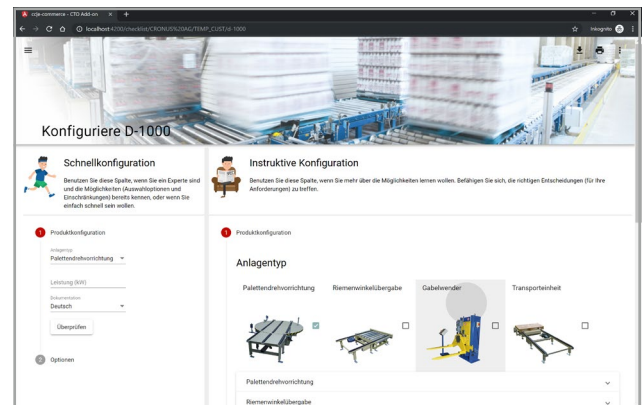 ccije-commerce - CTO Add-on
localhost:4200/checklist/CRONUS%20AG/TEMP_CUST/d-1000
Inkognito
Konfiguriere D-1000
Schnellkonfiguration
Benutzen Sie diese Spalte, wenn Sie ein Experte sind
und die Möglichkeiten (Auswahloptionen und
Einschränkungen) bereits kennen, oder wenn Sie
einfach schnell sein wollen.
Instruktive Konfiguration
Benutzen Sie diese Spalte, wenn Sie mehr über die Möglichkeiten lernen wollen. Befähigen Sie sich, die richtigen Entscheidungen (für Ihre
Anforderungen) zu treffen.
1 Produktkonfiguration
Anlagentyp
Palettendrehvorrichtung
Leistung (kW)
Dokumentation
Deutsch
Überprüfen
2 Optionen
1 Produktkonfiguration
Anlagentyp
Palettendrehvorrichtung Riemenwinkelübergabe Gabelwender Transporteinheit
Palettendrehvorrichtung
Riemenwinkelübergabe